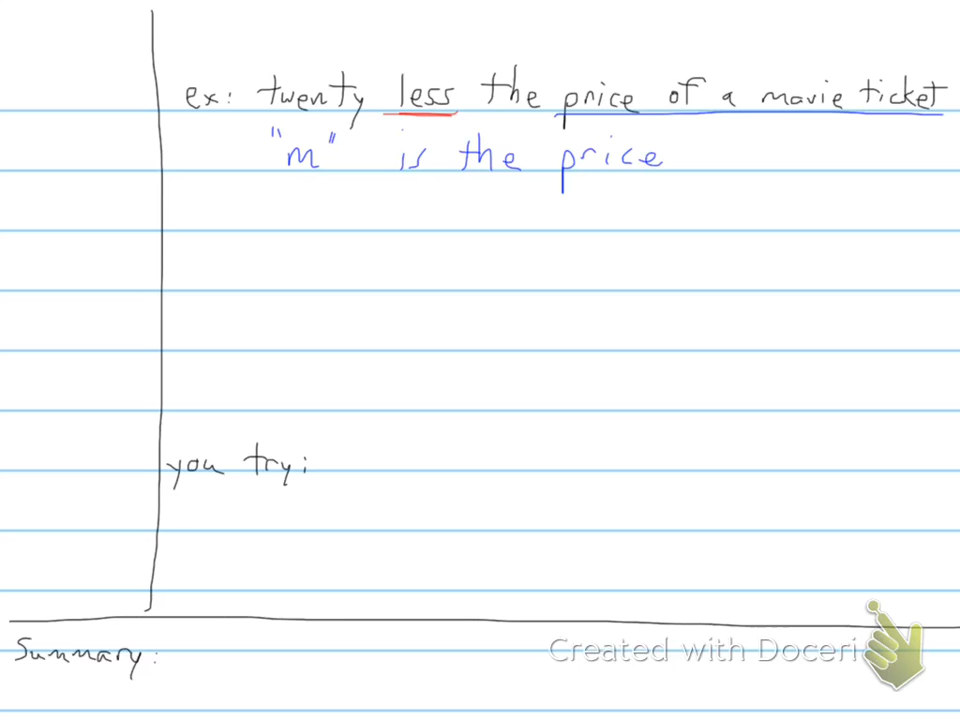 ex: twenty less the price of a movie ticket
"m" is the price
you try:
Summary:
Created with Doceri